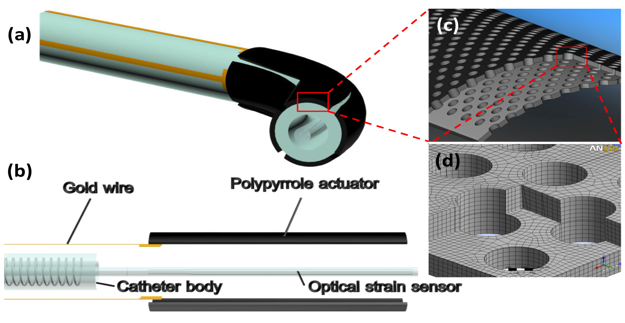 (a)
(c)
(b)
Gold wire
Polypyrrole actuator
Catheter body
Optical strain sensor
(d)